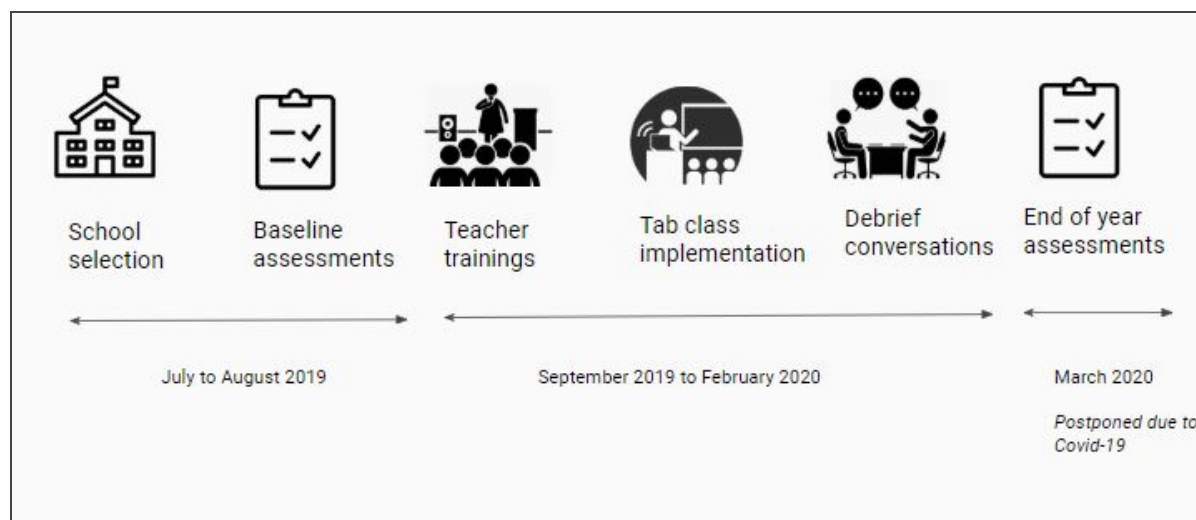 School
selection
Baseline
assessments
Teacher
trainings
Tab class
implementation
Debrief
conversations
End of year
assessments
July to August 2019
September 2019 to February 2020
March 2020
Postponed due to
Covid-19